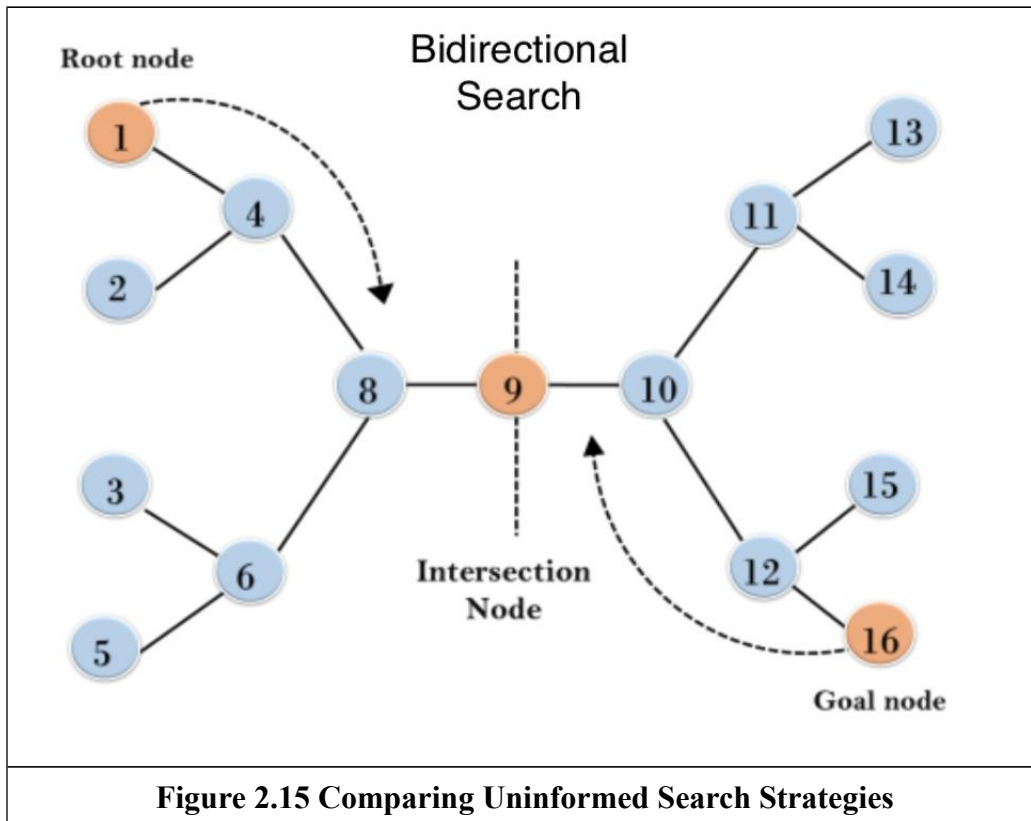 Bidirectional
Search
Root node
1
13
4
11
2
14
8
9
10
3
15
6
Intersection
Node
12
5
16
Goal node
Figure 2.15 Comparing Uninformed Search Strategies